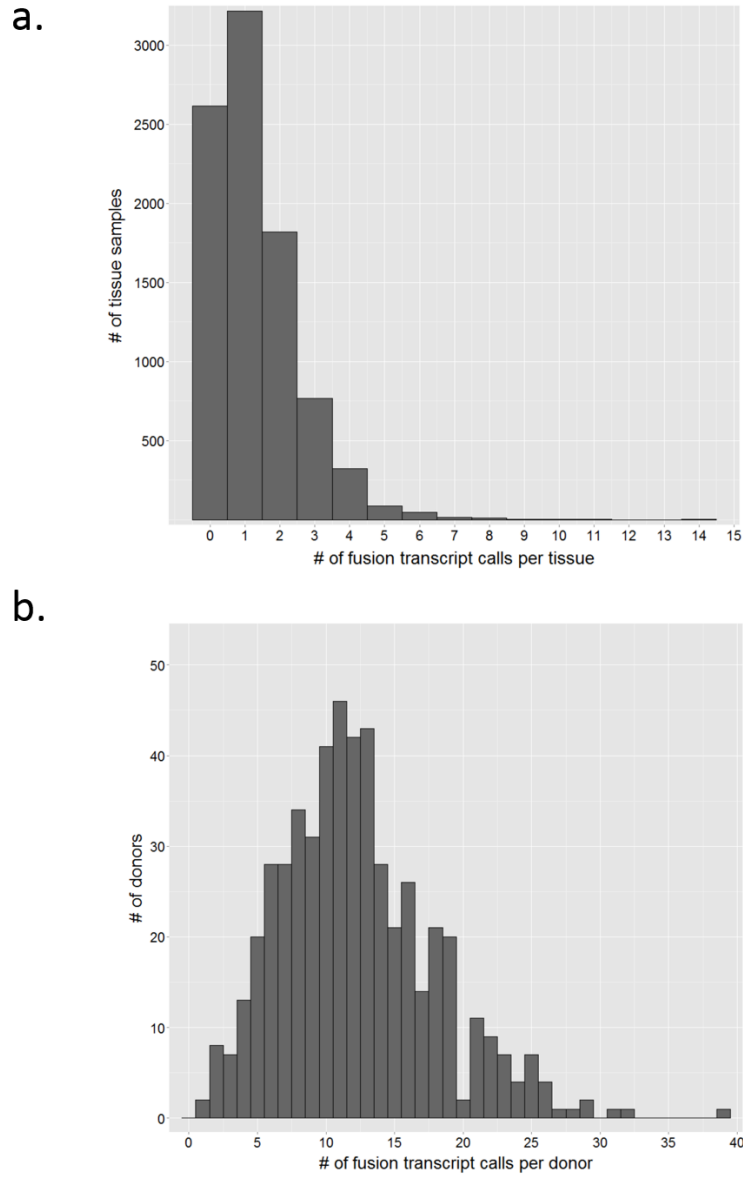 a.
3000
2500
2000
1500
1000
500
# of tissue samples
0 1 2 3 4 5 6 7 8 9 10 11 12 13 14 15
# of fusion transcript calls per tissue
b.
50
40
30
20
10
0
# of donors
0 5 10 15 20 25 30 35 40
# of fusion transcript calls per donor